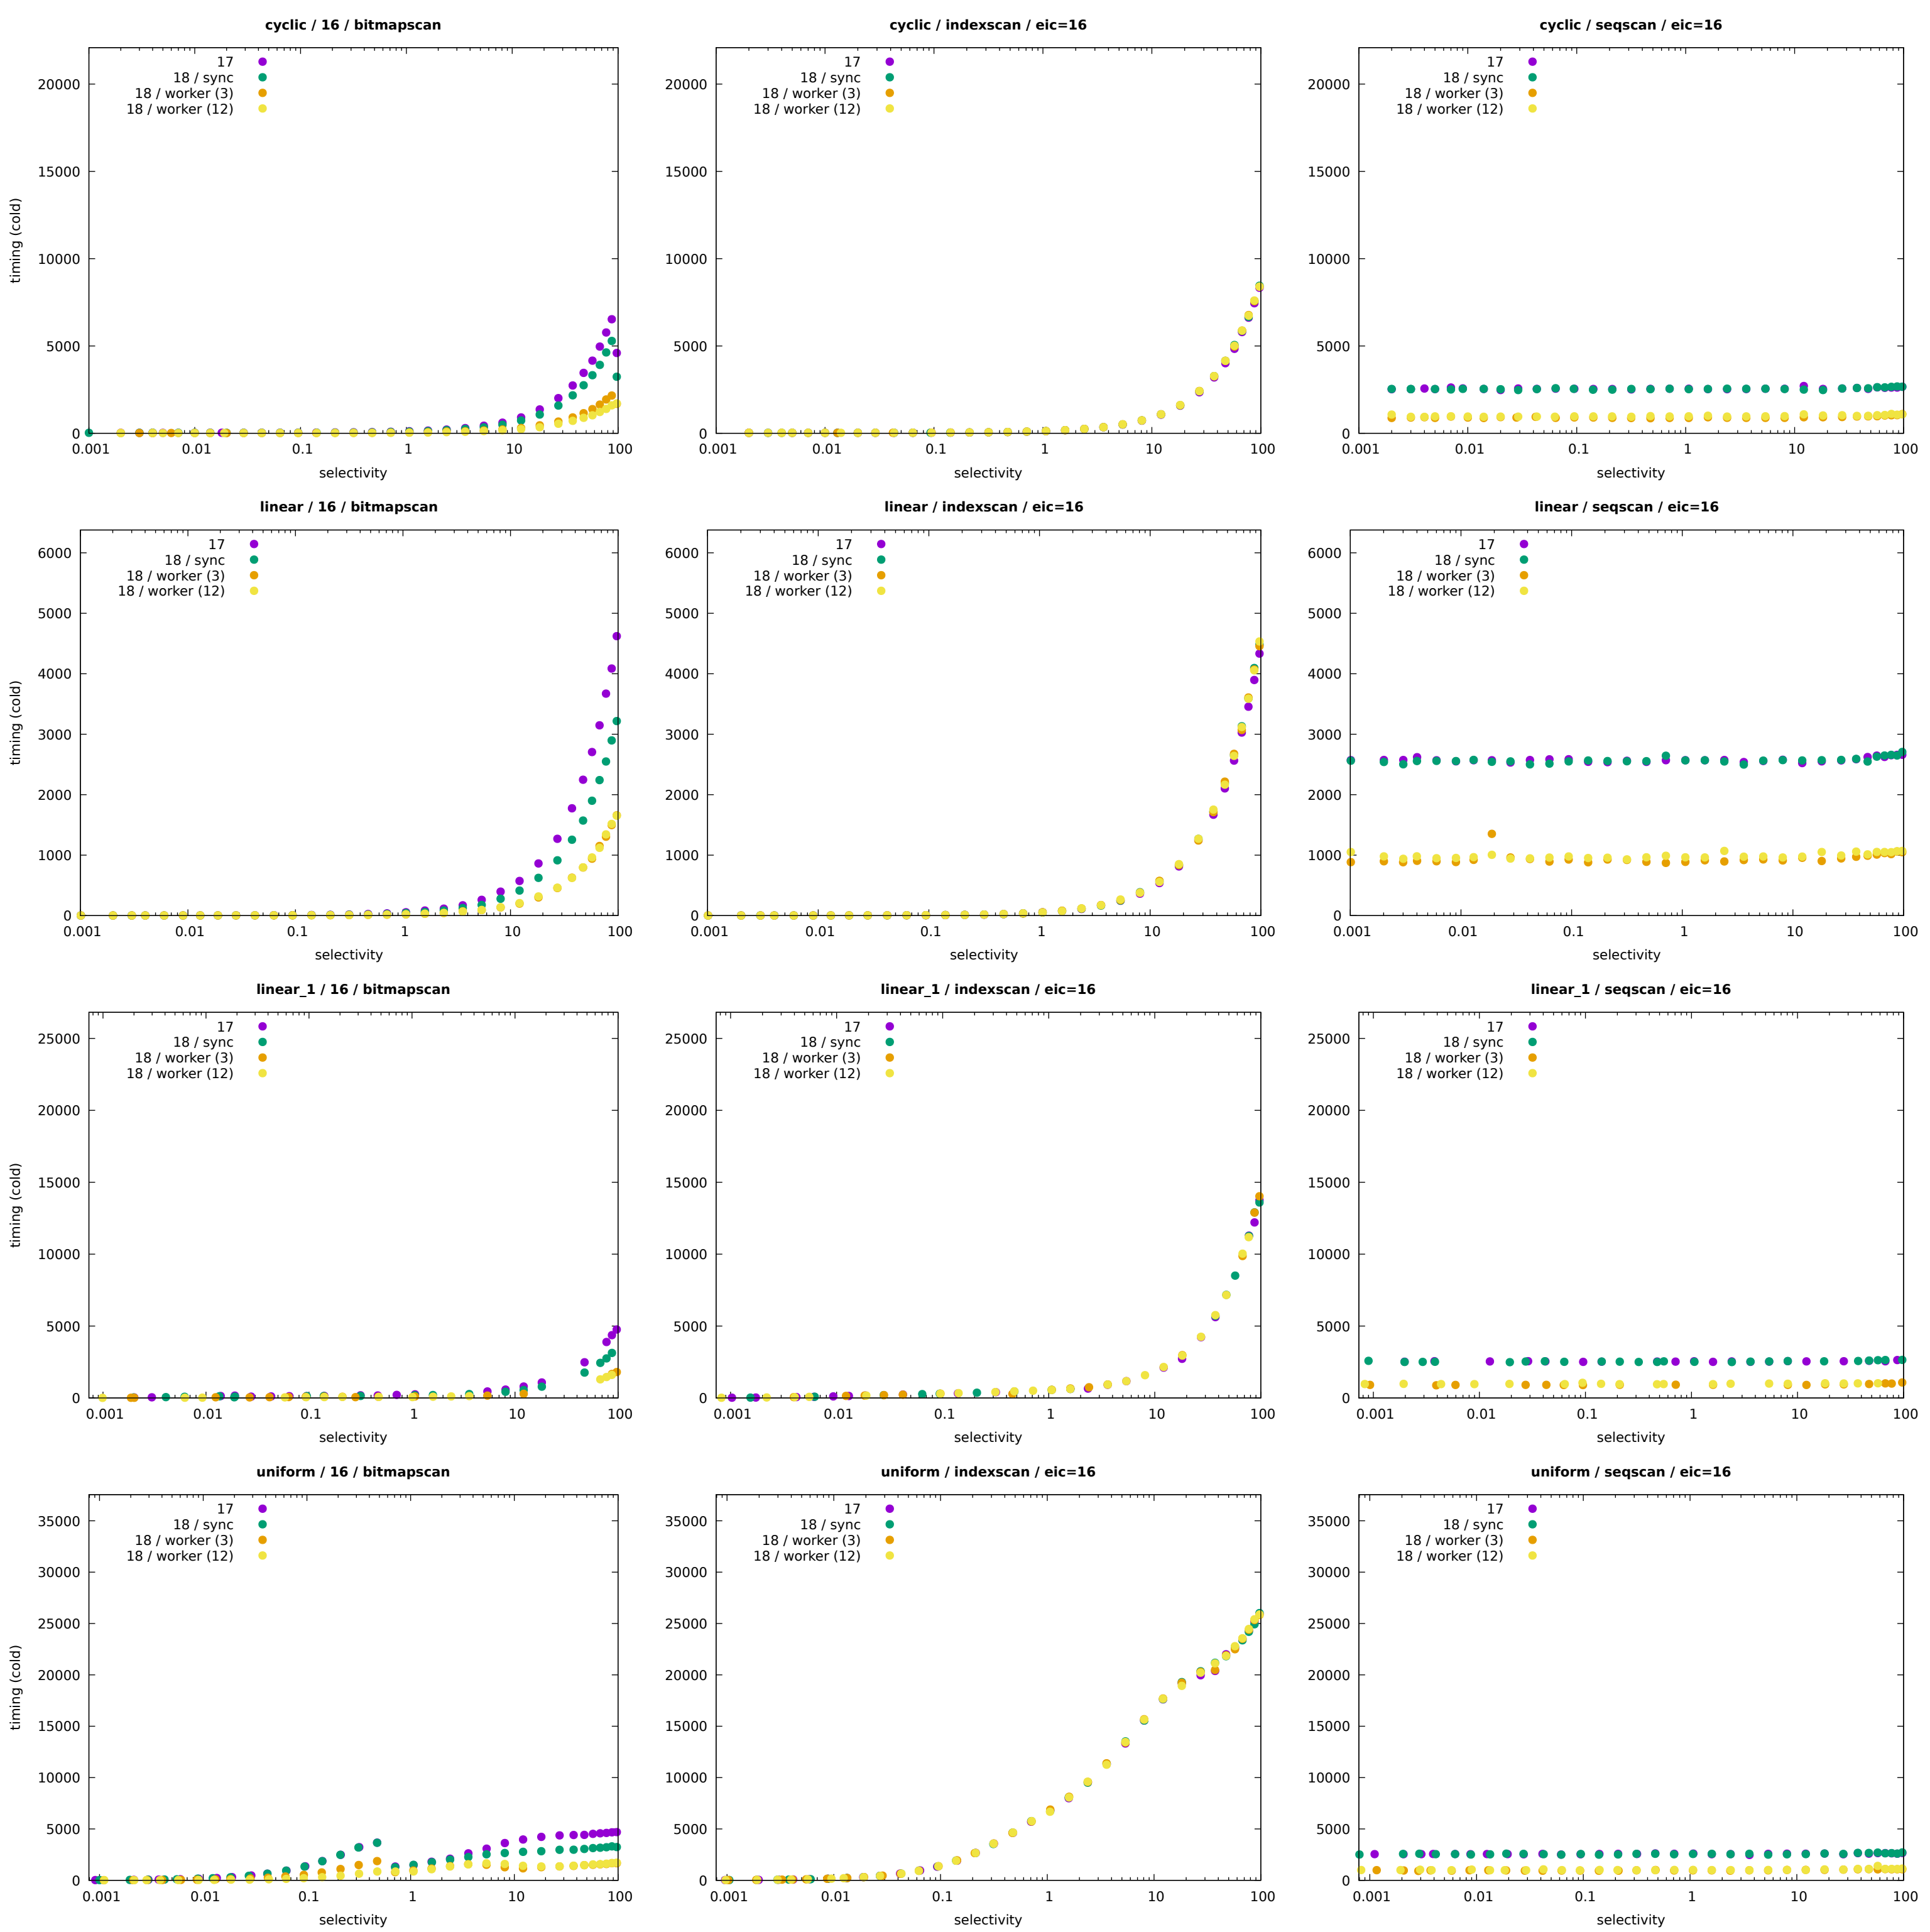 cyclic / 16 / bitmapscan
17
18 / sync
18 / worker (3)
18 / worker (12)
timing (cold)
20000
15000
10000
5000
0
0.001 0.01 0.1 1 10 100
selectivity
cyclic / indexscan / eic=16
17
18 / sync
18 / worker (3)
18 / worker (12)
20000
15000
10000
5000
0
0.001 0.01 0.1 1 10 100
selectivity
cyclic / seqscan / eic=16
17
18 / sync
18 / worker (3)
18 / worker (12)
20000
15000
10000
5000
0
0.001 0.01 0.1 1 10 100
selectivity
linear / 16 / bitmapscan
17
18 / sync
18 / worker (3)
18 / worker (12)
timing (cold)
6000
5000
4000
3000
2000
1000
0
0.001 0.01 0.1 1 10 100
selectivity
linear / indexscan / eic=16
17
18 / sync
18 / worker (3)
18 / worker (12)
6000
5000
4000
3000
2000
1000
0
0.001 0.01 0.1 1 10 100
selectivity
linear / seqscan / eic=16
17
18 / sync
18 / worker (3)
18 / worker (12)
6000
5000
4000
3000
2000
1000
0
0.001 0.01 0.1 1 10 100
selectivity
linear_1 / 16 / bitmapscan
17
18 / sync
18 / worker (3)
18 / worker (12)
timing (cold)
25000
20000
15000
10000
5000
0
0.001 0.01 0.1 1 10 100
selectivity
linear_1 / indexscan / eic=16
17
18 / sync
18 / worker (3)
18 / worker (12)
25000
20000
15000
10000
5000
0
0.001 0.01 0.1 1 10 100
selectivity
linear_1 / seqscan / eic=16
17
18 / sync
18 / worker (3)
18 / worker (12)
25000
20000
15000
10000
5000
0
0.001 0.01 0.1 1 10 100
selectivity
uniform / 16 / bitmapscan
17
18 / sync
18 / worker (3)
18 / worker (12)
timing (cold)
35000
30000
25000
20000
15000
10000
5000
0
0.001 0.01 0.1 1 10 100
selectivity
uniform / indexscan / eic=16
17
18 / sync
18 / worker (3)
18 / worker (12)
35000
30000
25000
20000
15000
10000
5000
0
0.001 0.01 0.1 1 10 100
selectivity
uniform / seqscan / eic=16
17
18 / sync
18 / worker (3)
18 / worker (12)
35000
30000
25000
20000
15000
10000
5000
0
0.001 0.01 0.1 1 10 100
selectivity